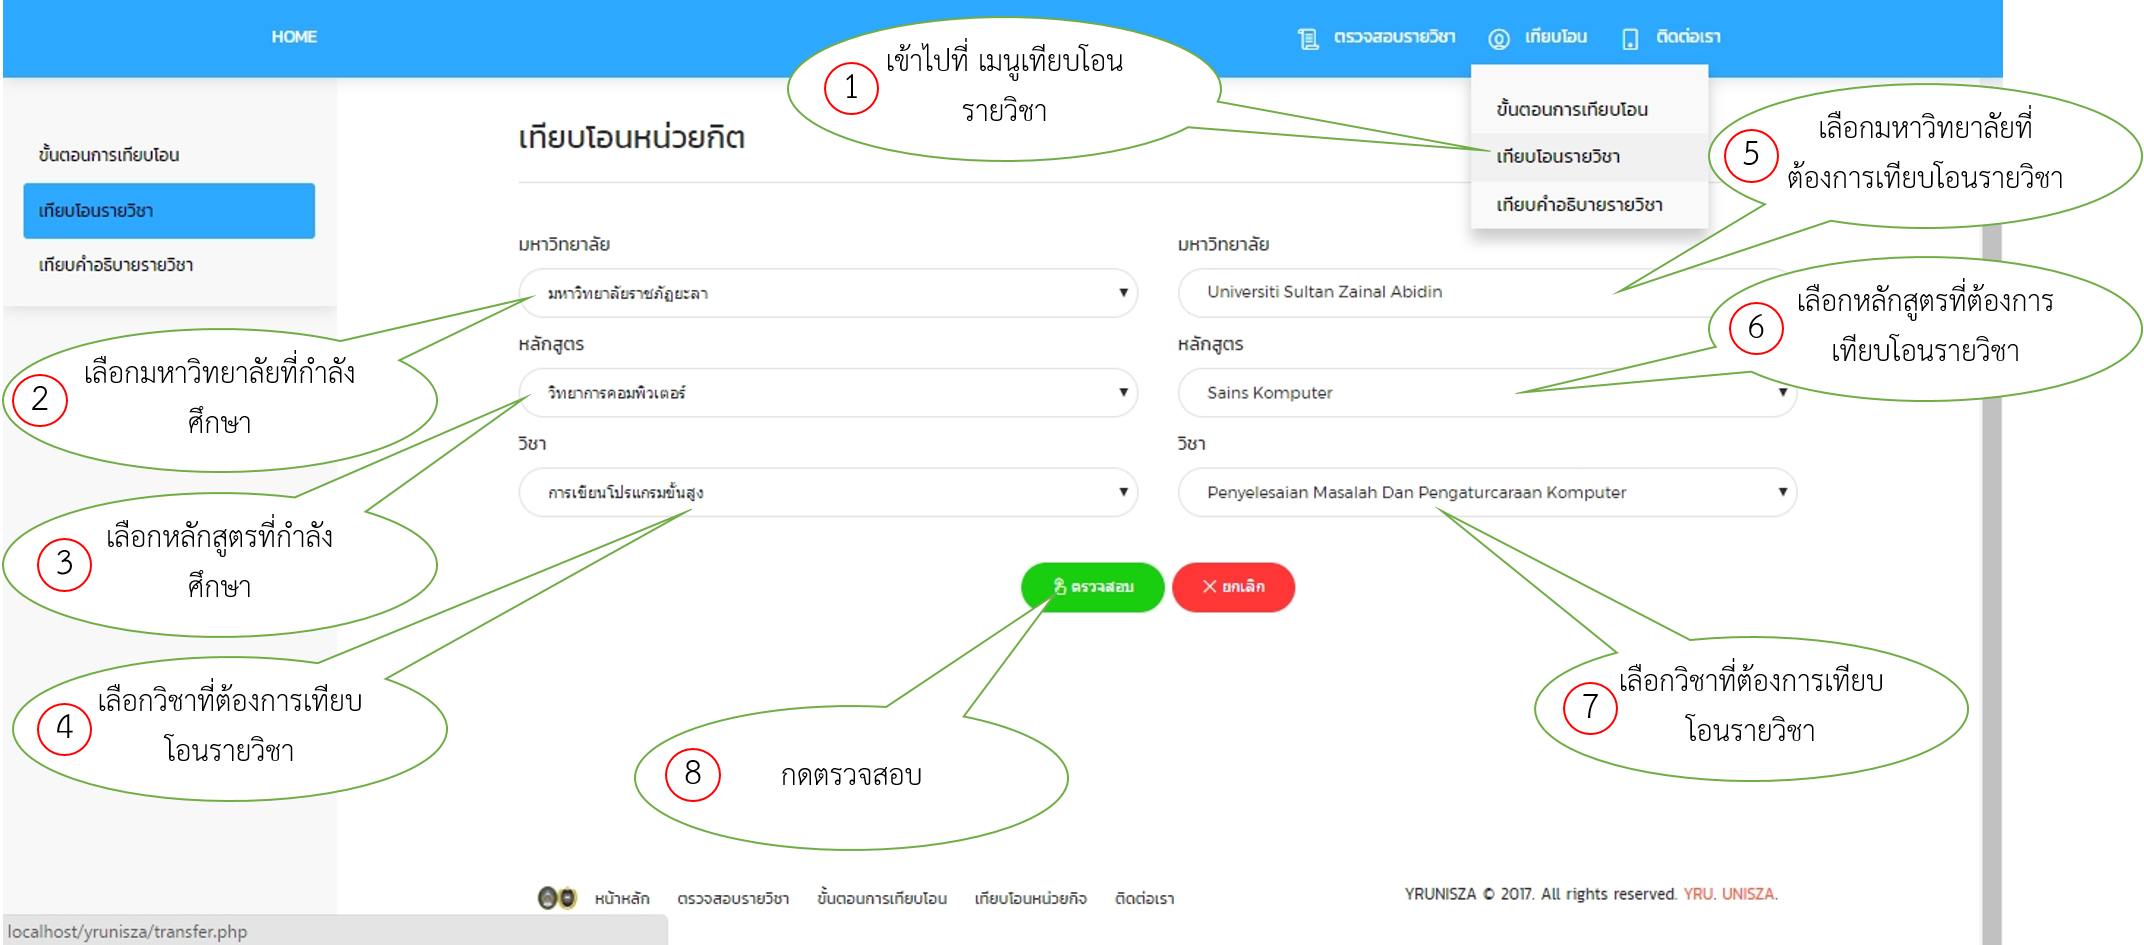 HOME
ตรวจสอบรายวิชา
เทียบโอน
ติดต่อเรา
1
เข้าไปที่ เมนูเทียบโอน
รายวิชา
ขั้นตอนการเทียบโอน
เทียบโอนรายวิชา
เทียบคำอธิบายรายวิชา
5
เลือกมหาวิทยาลัยที่
ต้องการเทียบโอนรายวิชา
ขั้นตอนการเทียบโอน
เทียบโอนรายวิชา
เทียบคำอธิบายรายวิชา
เทียบโอนหน่วยกิต
มหาวิทยาลัย
มหาวิทยาลัยราชภัฏยะลา
หลักสูตร
วิทยาการคอมพิวเตอร์
วิชา
การเขียนโปรแกรมขั้นสูง
มหาวิทยาลัย
Universiti Sultan Zainal Abidin
หลักสูตร
Sains Komputer
วิชา
Penyelesaian Masalah Dan Pengaturcaraan Komputer
6
เลือกหลักสูตรที่ต้องการ
เทียบโอนรายวิชา
2
เลือกมหาวิทยาลัยที่กำลัง
ศึกษา
3
เลือกหลักสูตรที่กำลัง
ศึกษา
4
เลือกวิชาที่ต้องการเทียบ
โอนรายวิชา
ตรวจสอบ
ยกเลิก
7
เลือกวิชาที่ต้องการเทียบ
โอนรายวิชา
8
กดตรวจสอบ
หน้าหลัก
ตรวจสอบรายวิชา
ขั้นตอนการเทียบโอน
เทียบโอนหน่วยกิจ
ติดต่อเรา
YRUNISZA © 2017. All rights reserved. YRU. UNISZA.
localhost/yrunisza/transfer.php